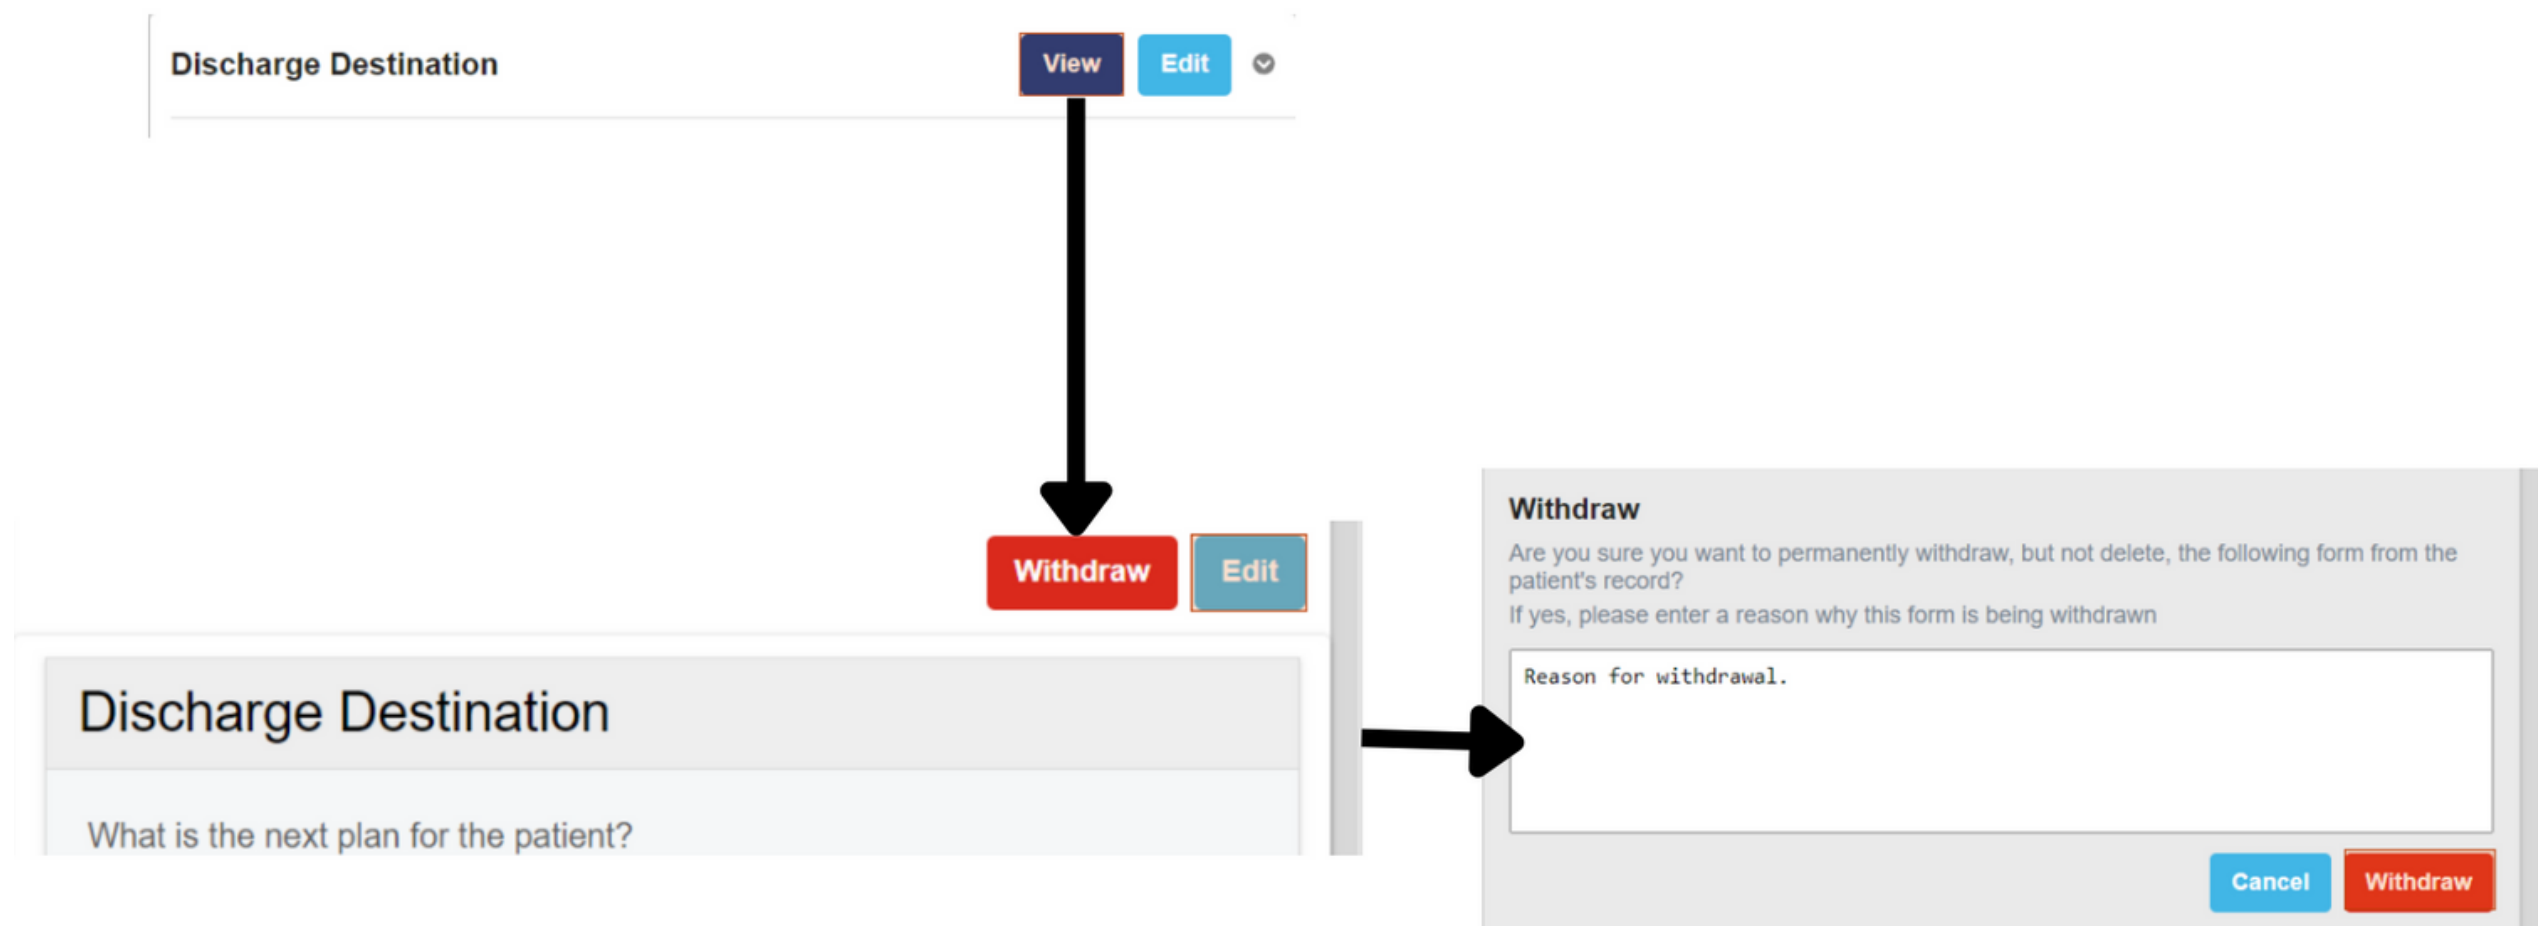 Discharge Destination View Edit
Withdraw Edit
Discharge Destination
What is the next plan for the patient?
Withdraw
Are you sure you want to permanently withdraw, but not delete, the following form from the
patient's record?
If yes, please enter a reason why this form is being withdrawn
Reason for withdrawal.
Cancel Withdraw